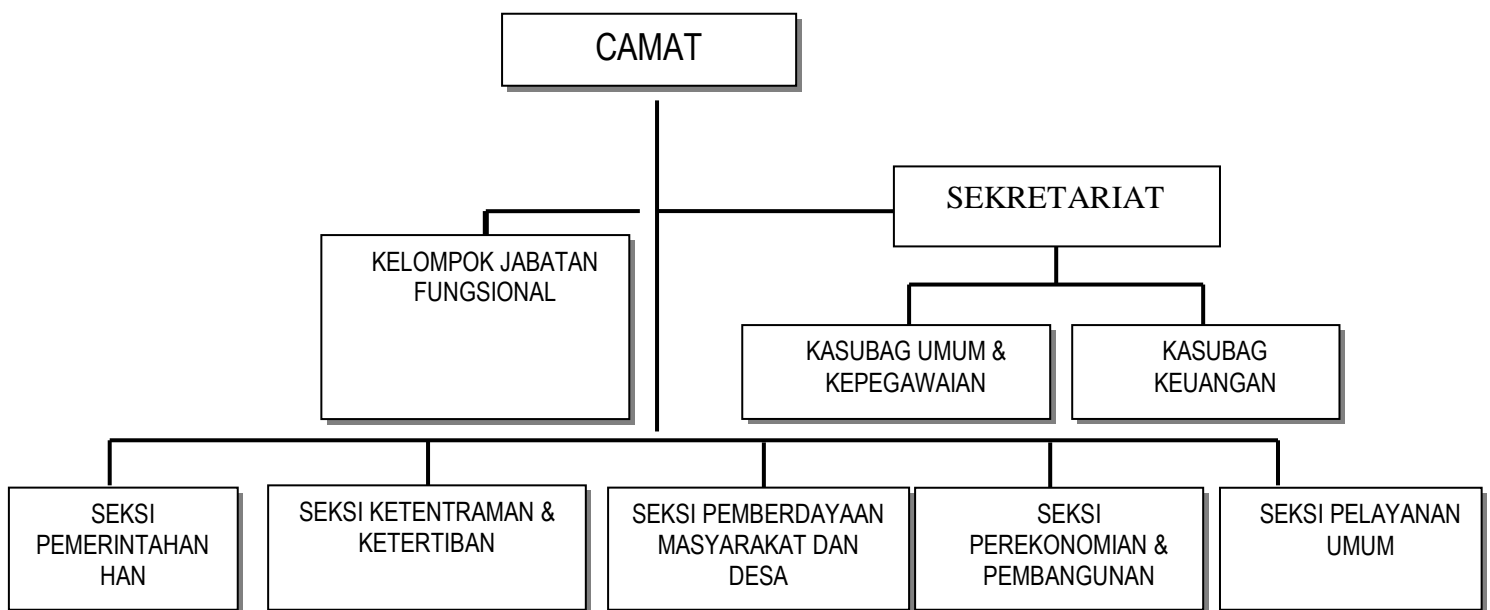 CAMAT
SEKRETARIAT
KELOMPOK JABATAN
FUNGSIONAL
KASUBAG UMUM &
KEPEGAWAIAN
KASUBAG
KEUANGAN
SEKSI
PEMERINTAHAN
HAN
SEKSI KETENTRAMAN &
KETERTIBAN
SEKSI PEMBERDAYAAN
MASYARAKAT DAN
DESA
SEKSI
PEREKONOMIAN &
PEMBANGUNAN
SEKSI PELAYANAN
UMUM